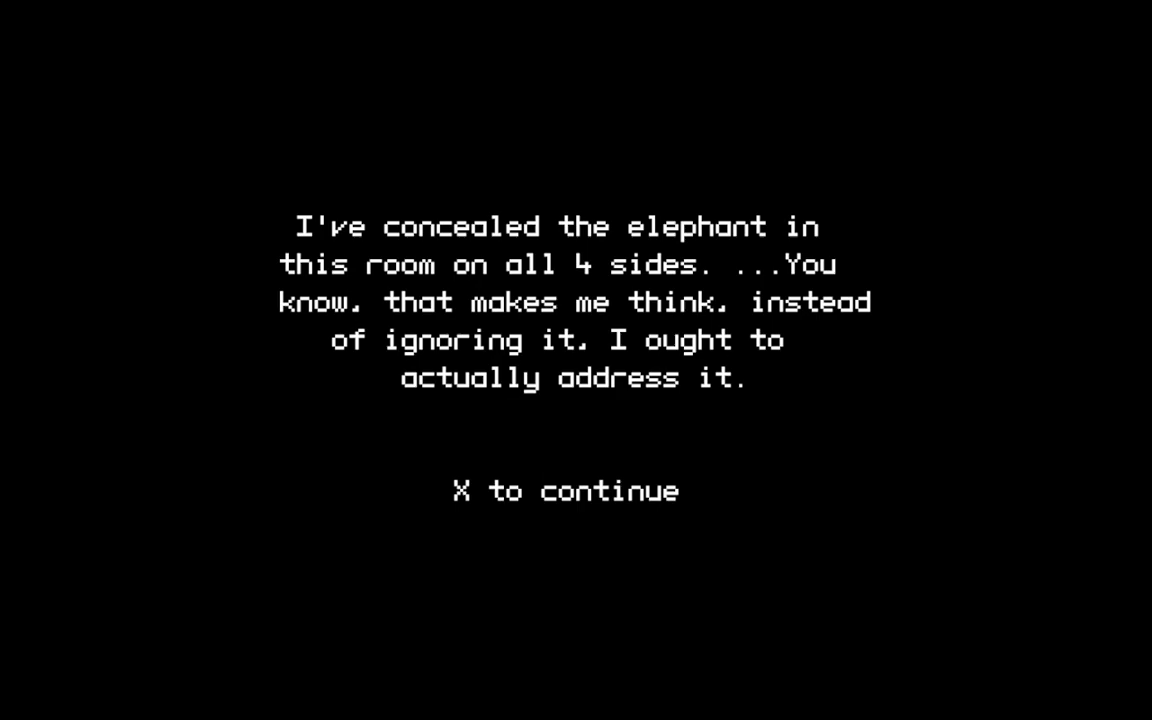 I've concealed the elephant in
this room on all 4 sides. ...You
know, that makes me think, instead
of ignoring it, I ought to
actually address it.
X to continue